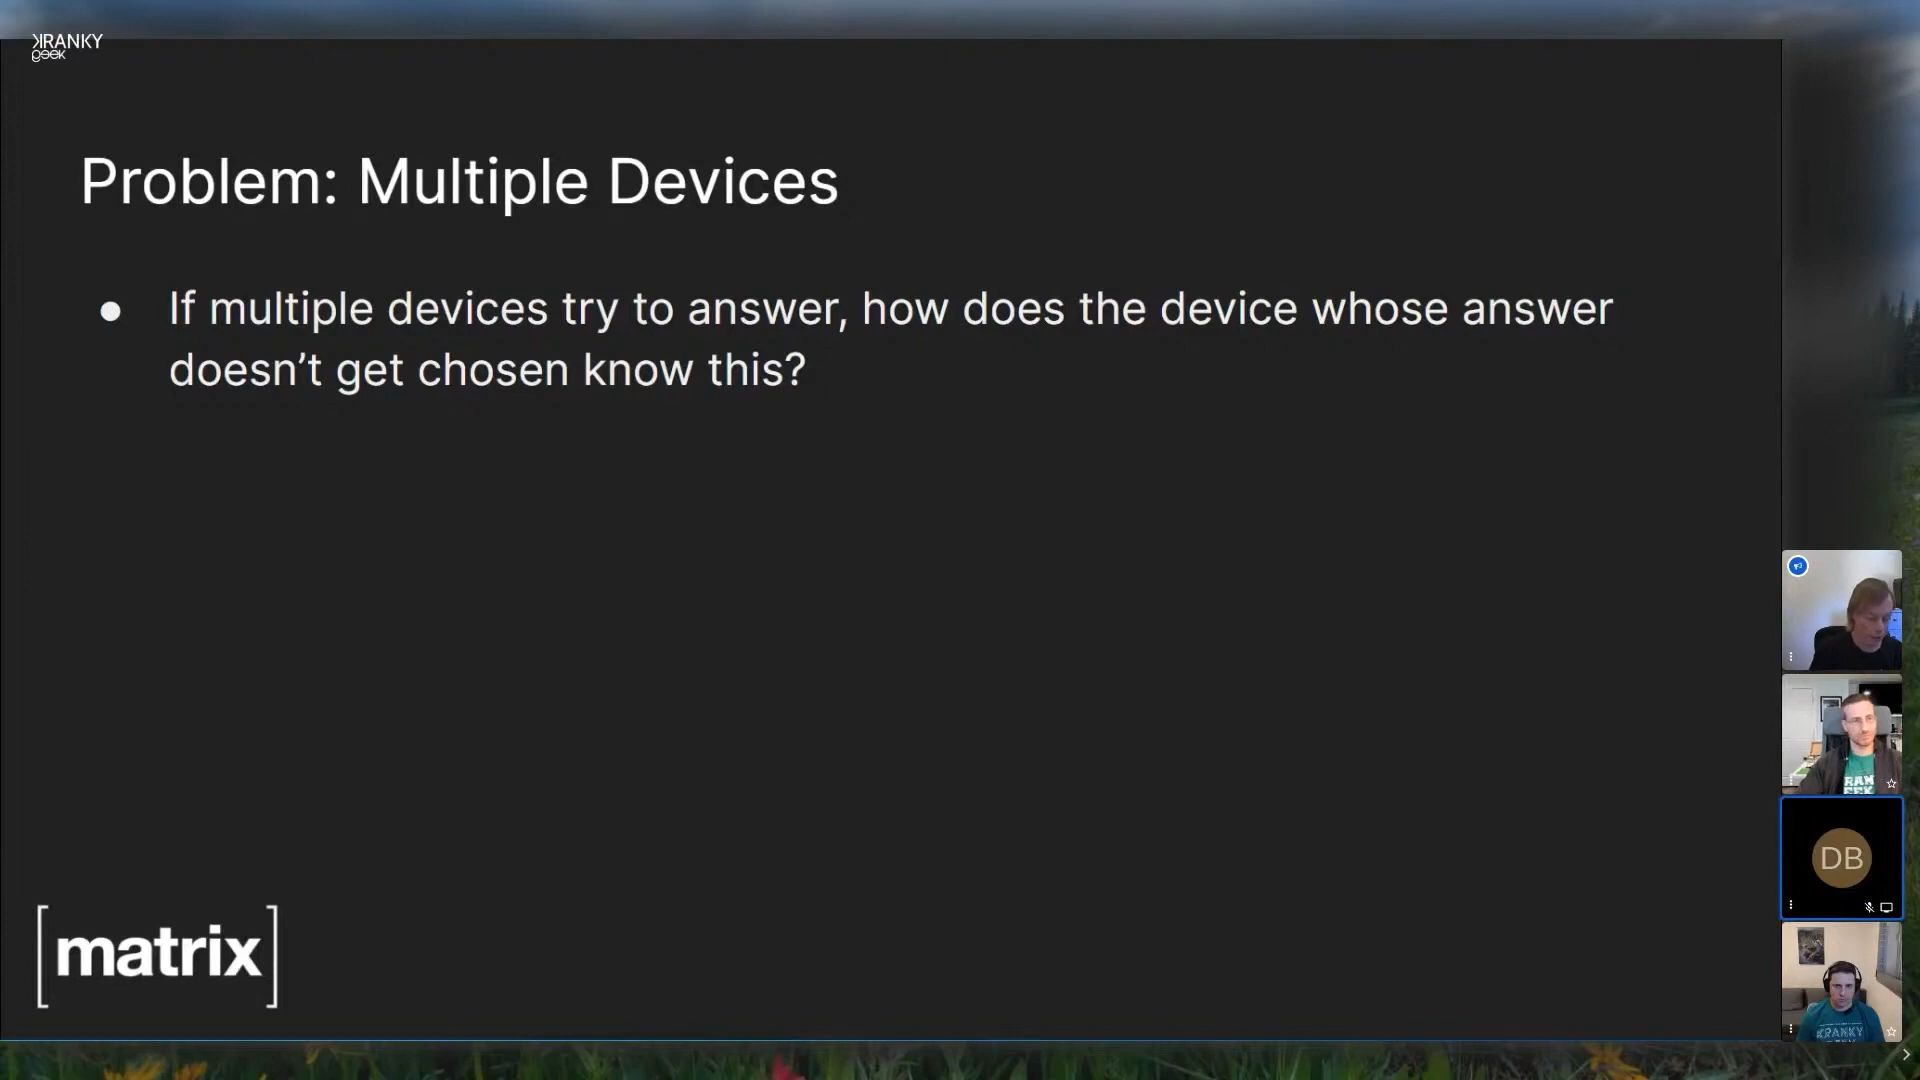 KRANKY
geek
Problem: Multiple Devices
● If multiple devices try to answer, how does the device whose answer
doesn’t get chosen know this?
DB
KRANKY
[matrix]